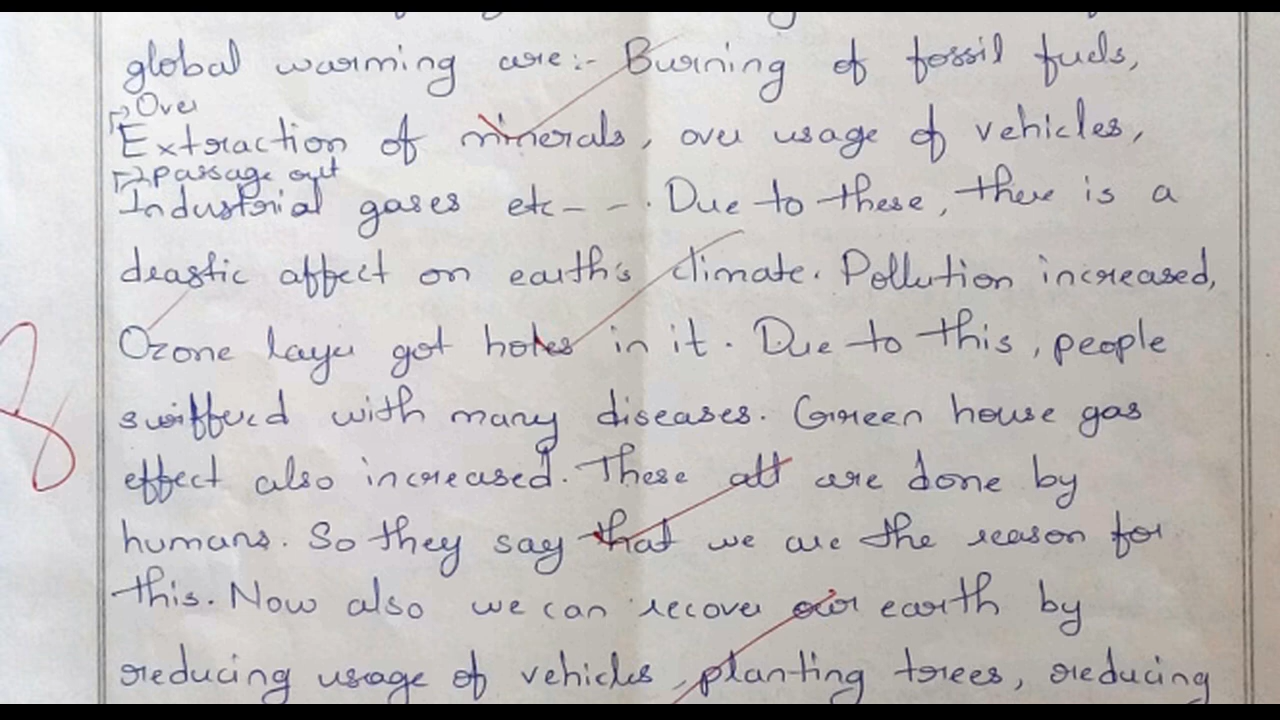 global warming are:- Burning of fossil fuels,
→ Over
Extraction of minerals, over usage of vehicles,
→ passage out
Industrial gases etc - - . Due to these, there is a
drastic affect on earth's climate. Pollution increased,
Ozone layer got holes in it. Due to this, people
suifferd with many diseases. Green house gas
effect also increased. These all are done by
humans. So they say that we are the reason for
this. Now also we can recover our earth by
reducing usage of vehicles, planting trees, reducing